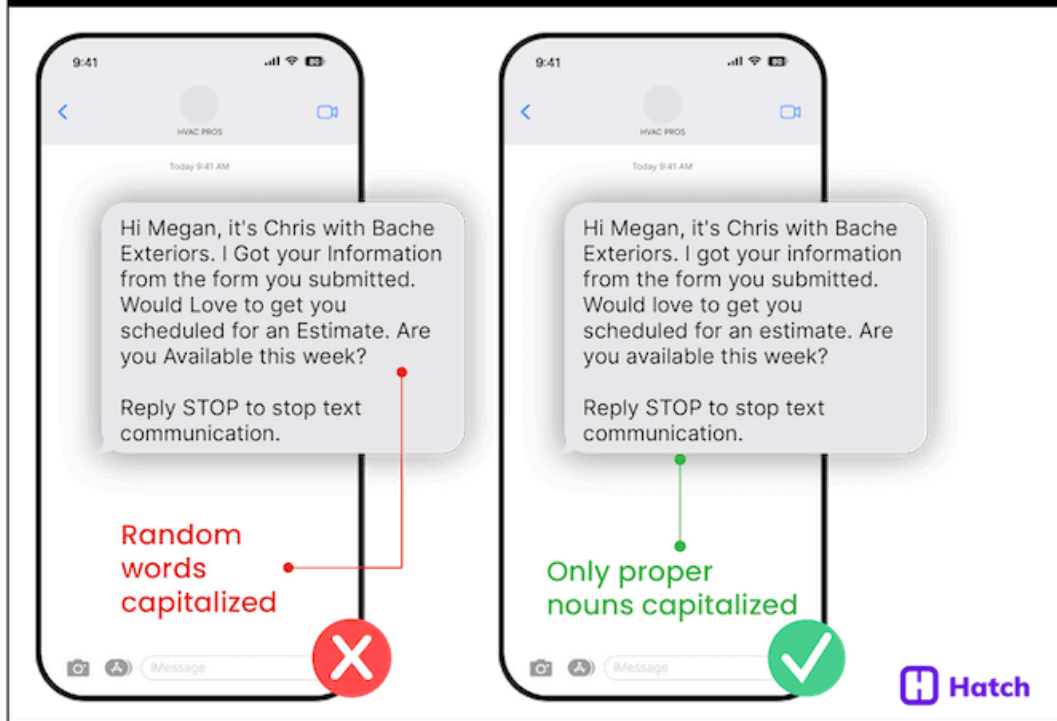 9:41
80
HVAC PROS
Today 9:41 AM
Hi Megan, it's Chris with Bache
Exteriors. I Got your Information
from the form you submitted.
Would Love to get you
scheduled for an Estimate. Are
you Available this week?
Reply STOP to stop text
communication.
Random
words
capitalized
iMessage
9:41
80
HVAC PROS
Today 9:41 AM
Hi Megan, it's Chris with Bache
Exteriors. I got your information
from the form you submitted.
Would love to get you
scheduled for an estimate. Are
you available this week?
Reply STOP to stop text
communication.
Only proper
nouns capitalized
iMessage
Hatch